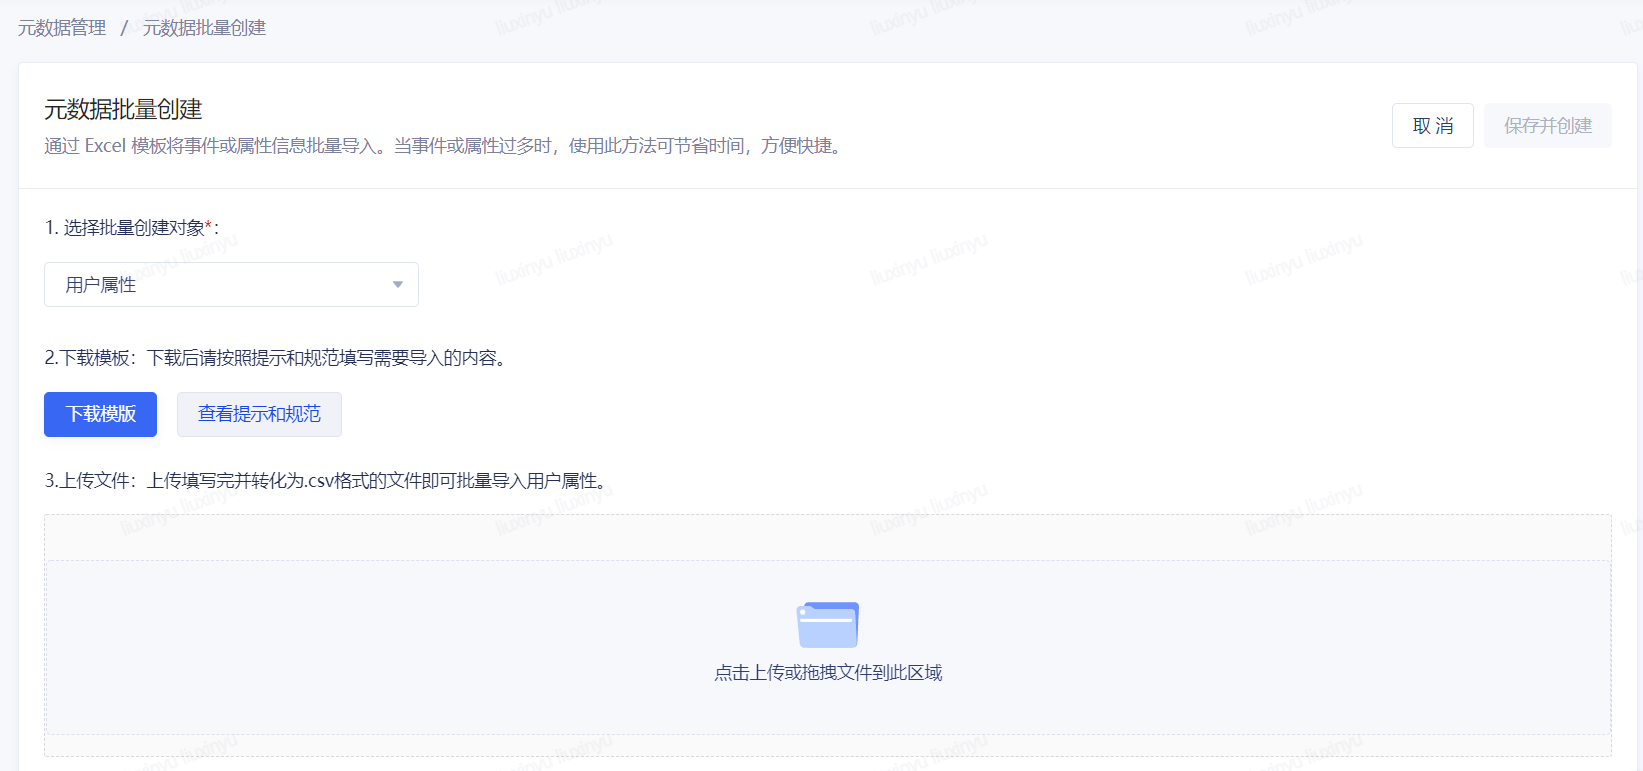 元数据管理 / 元数据批量创建
元数据批量创建
通过 Excel 模板将事件或属性信息批量导入。当事件或属性过多时，使用此方法可节省时间，方便快捷。
取 消
保存并创建
1. 选择批量创建对象*：
用户属性
2.下载模板：下载后请按照提示和规范填写需要导入的内容。
下载模版
查看提示和规范
3.上传文件：上传填写完并转化为.csv格式的文件即可批量导入用户属性。
点击上传或拖拽文件到此区域
liuxinyu liuxinyu